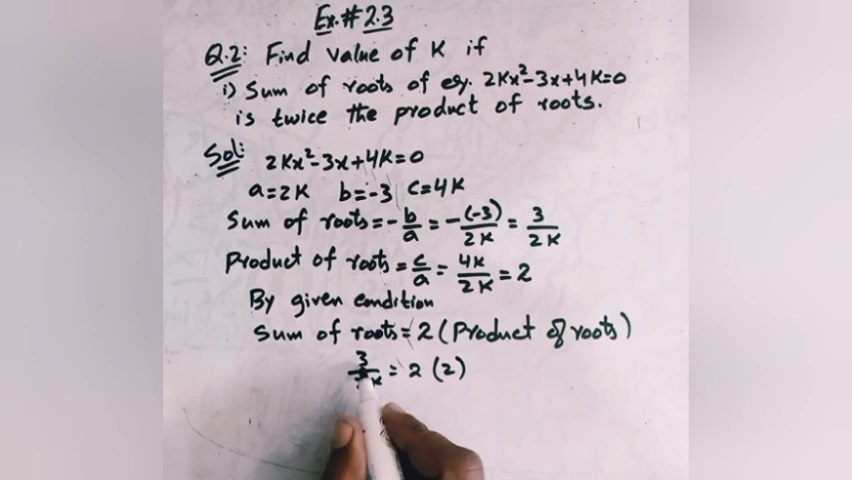 Ex.# 2.3
Q.2: Find value of K if
i) Sum of roots of eq. 2Kx²-3x+4K=0
is twice the product of roots.
Sol: 2Kx²-3x+4K=0
a=2K b=-3 c=4K
Sum of roots=-b/a=-(-3)/2K=3/2K
Product of roots=c/a=4K/2K=2
By given condition
Sum of roots=2(Product of roots)
3/2K=2(2)